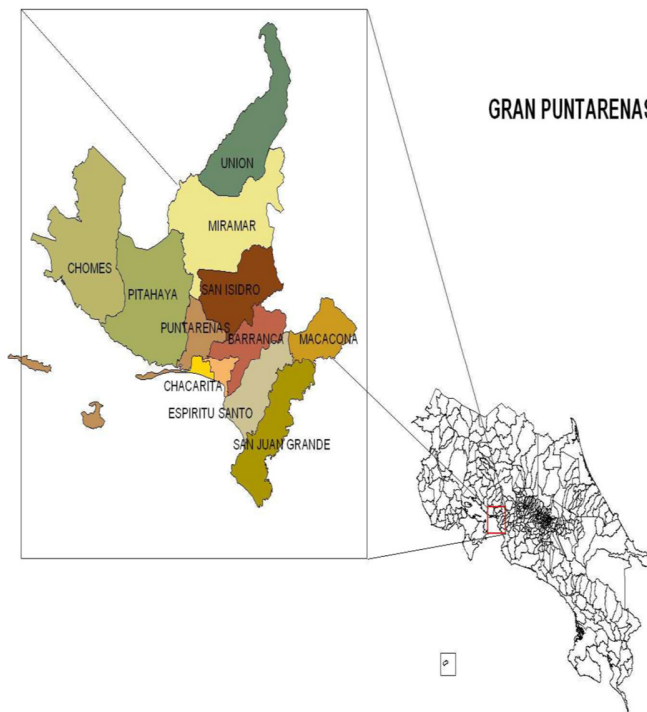 GRAN PUNTARENAS
UNION
MIRAMAR
CHOMES
PITAHAYA
SAN ISIDRO
PUNTARENAS
BARRANCA
MACACONA
CHACARITA
ESPIRITU SANTO
SAN JUAN GRANDE